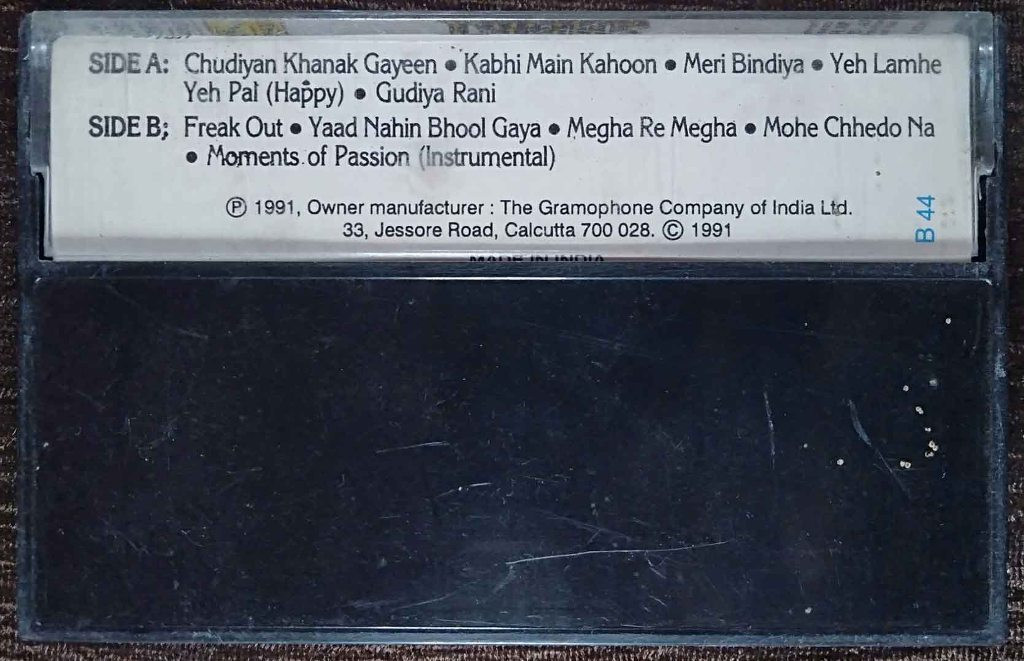 SIDE A: Chudiyan Khanak Gayeen • Kabhi Main Kahoon • Meri Bindiya • Yeh Lamhe
Yeh Pal (Happy) • Gudiya Rani
SIDE B; Freak Out • Yaad Nahin Bhool Gaya • Megha Re Megha • Mohe Chhedo Na
• Moments of Passion (Instrumental)
℗ 1991, Owner manufacturer : The Gramophone Company of India Ltd.
33, Jessore Road, Calcutta 700 028. © 1991
B 44
MADE IN INDIA